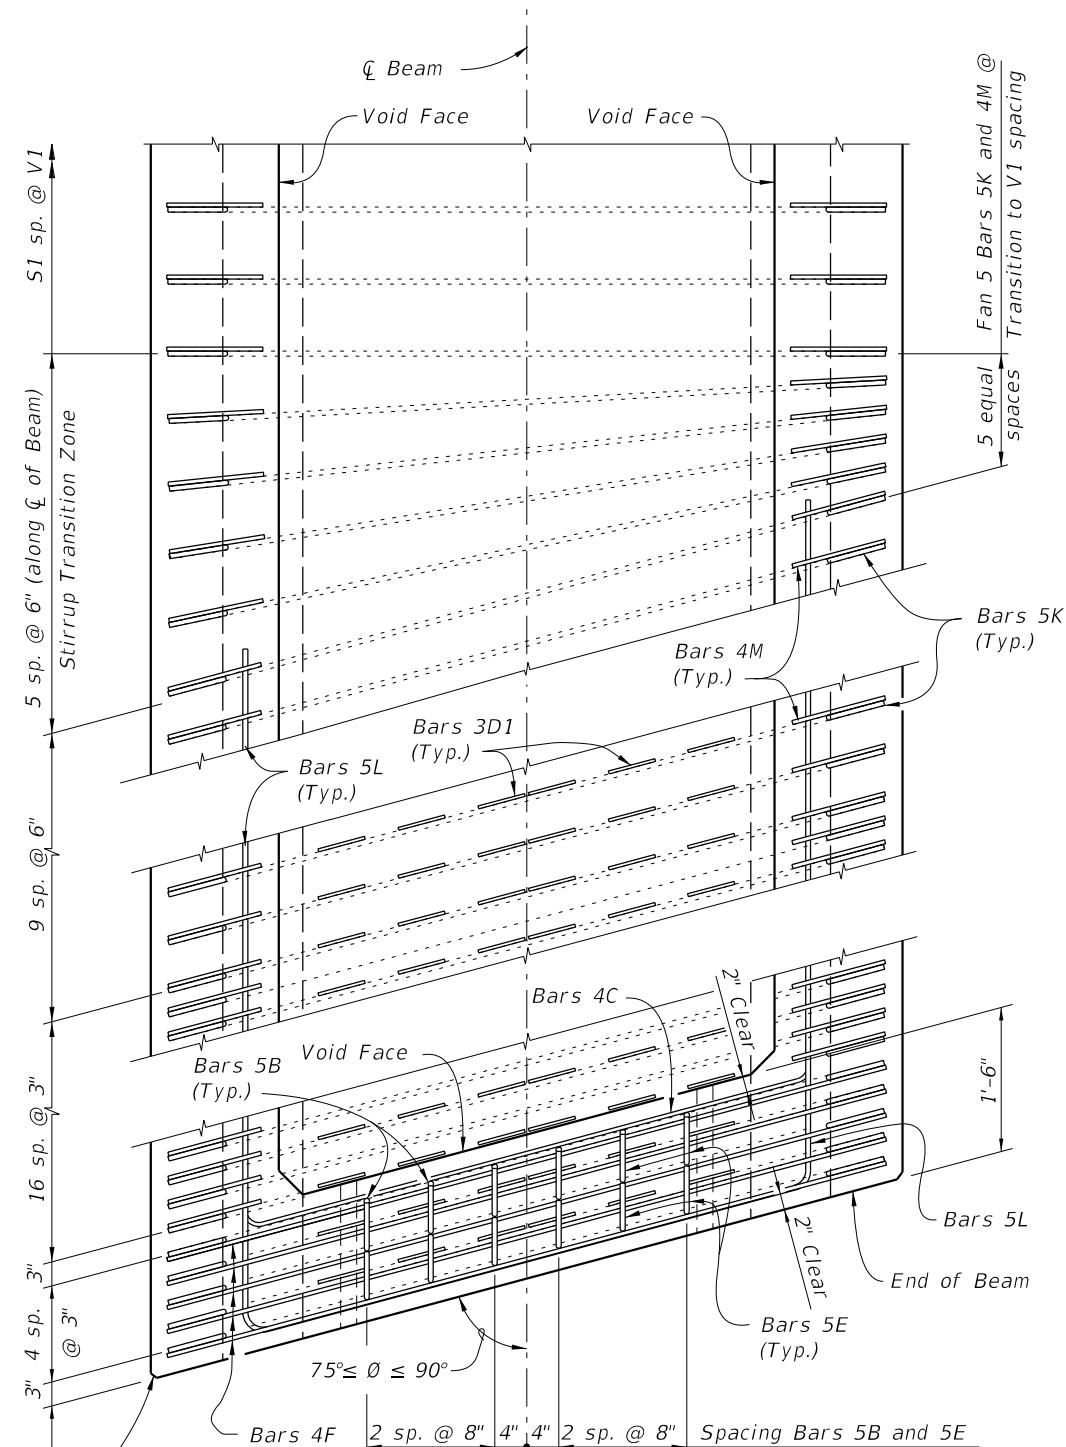 ℄ Beam
Void Face
Void Face
S1 sp. @ V1
Fan 5 Bars 5K and 4M @
Transition to V1 spacing
5 equal
spaces
5 sp. @ 6" (along ℄ of Beam)
Stirrup Transition Zone
Bars 5K
(Typ.)
Bars 4M
(Typ.)
Bars 3D1
(Typ.)
Bars 5L
(Typ.)
9 sp. @ 6"
2" Clear
Bars 4C
Void Face
Bars 5B
(Typ.)
1'-6"
16 sp. @ 3"
Bars 5L
2" Clear
End of Beam
3"
4 sp.
@ 3"
Bars 5E
(Typ.)
75°≤ Ø ≤ 90°
3"
Bars 4F
2 sp. @ 8"
4"
4"
2 sp. @ 8"
Spacing Bars 5B and 5E